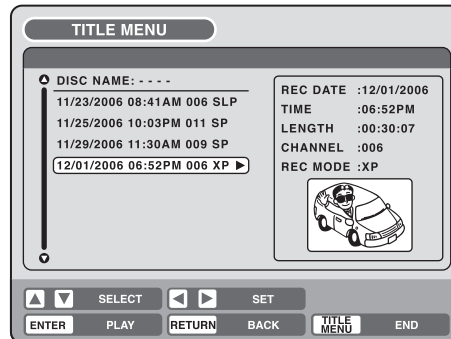 TITLE MENU
DISC NAME: - - - -
11/23/2006 08:41AM 006 SLP
11/25/2006 10:03PM 011 SP
11/29/2006 11:30AM 009 SP
12/01/2006 06:52PM 006 XP ▶
REC DATE :12/01/2006
TIME :06:52PM
LENGTH :00:30:07
CHANNEL :006
REC MODE :XP
▲ ▼ SELECT ◀ ▶ SET
ENTER PLAY RETURN BACK TITLE MENU END